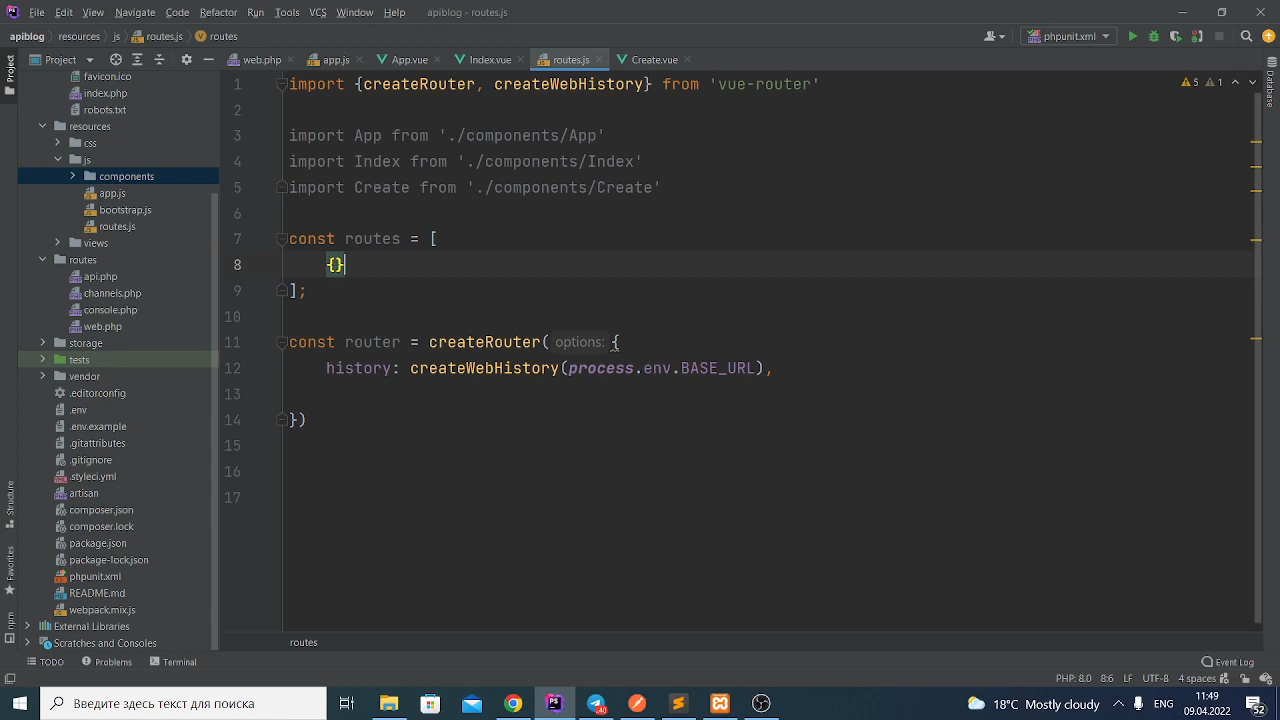 File Edit View Navigate Code Refactor Run Tools VCS Window Help apiblog - routes.js
apiblog resources js routes.js routes phpunit.xml
Project web.php app.js App.vue Index.vue routes.js Create.vue
Project
Database
Structure
Favorites
npm
favicon.ico
index.php
robots.txt
resources
css
js
components
app.js
bootstrap.js
routes.js
views
routes
api.php
channels.php
console.php
web.php
storage
tests
vendor
.editorconfig
.env
.env.example
.gitattributes
.gitignore
.styleci.yml
artisan
composer.json
composer.lock
package.json
package-lock.json
phpunit.xml
README.md
webpack.mix.js
External Libraries
Scratches and Consoles
5 1
1 import {createRouter, createWebHistory} from 'vue-router'
2
3 import App from './components/App'
4 import Index from './components/Index'
5 import Create from './components/Create'
6
7 const routes = [
8 {}
9 ];
10
11 const router = createRouter( options: {
12 history: createWebHistory(process.env.BASE_URL),
13
14 })
15
16
17
routes
TODO Problems Terminal Event Log
PHP: 8.0 8:6 LF UTF-8 4 spaces
Введите здесь текст для поиска
40
18°C Mostly cloudy ENG 11:49
09.04.2022
52